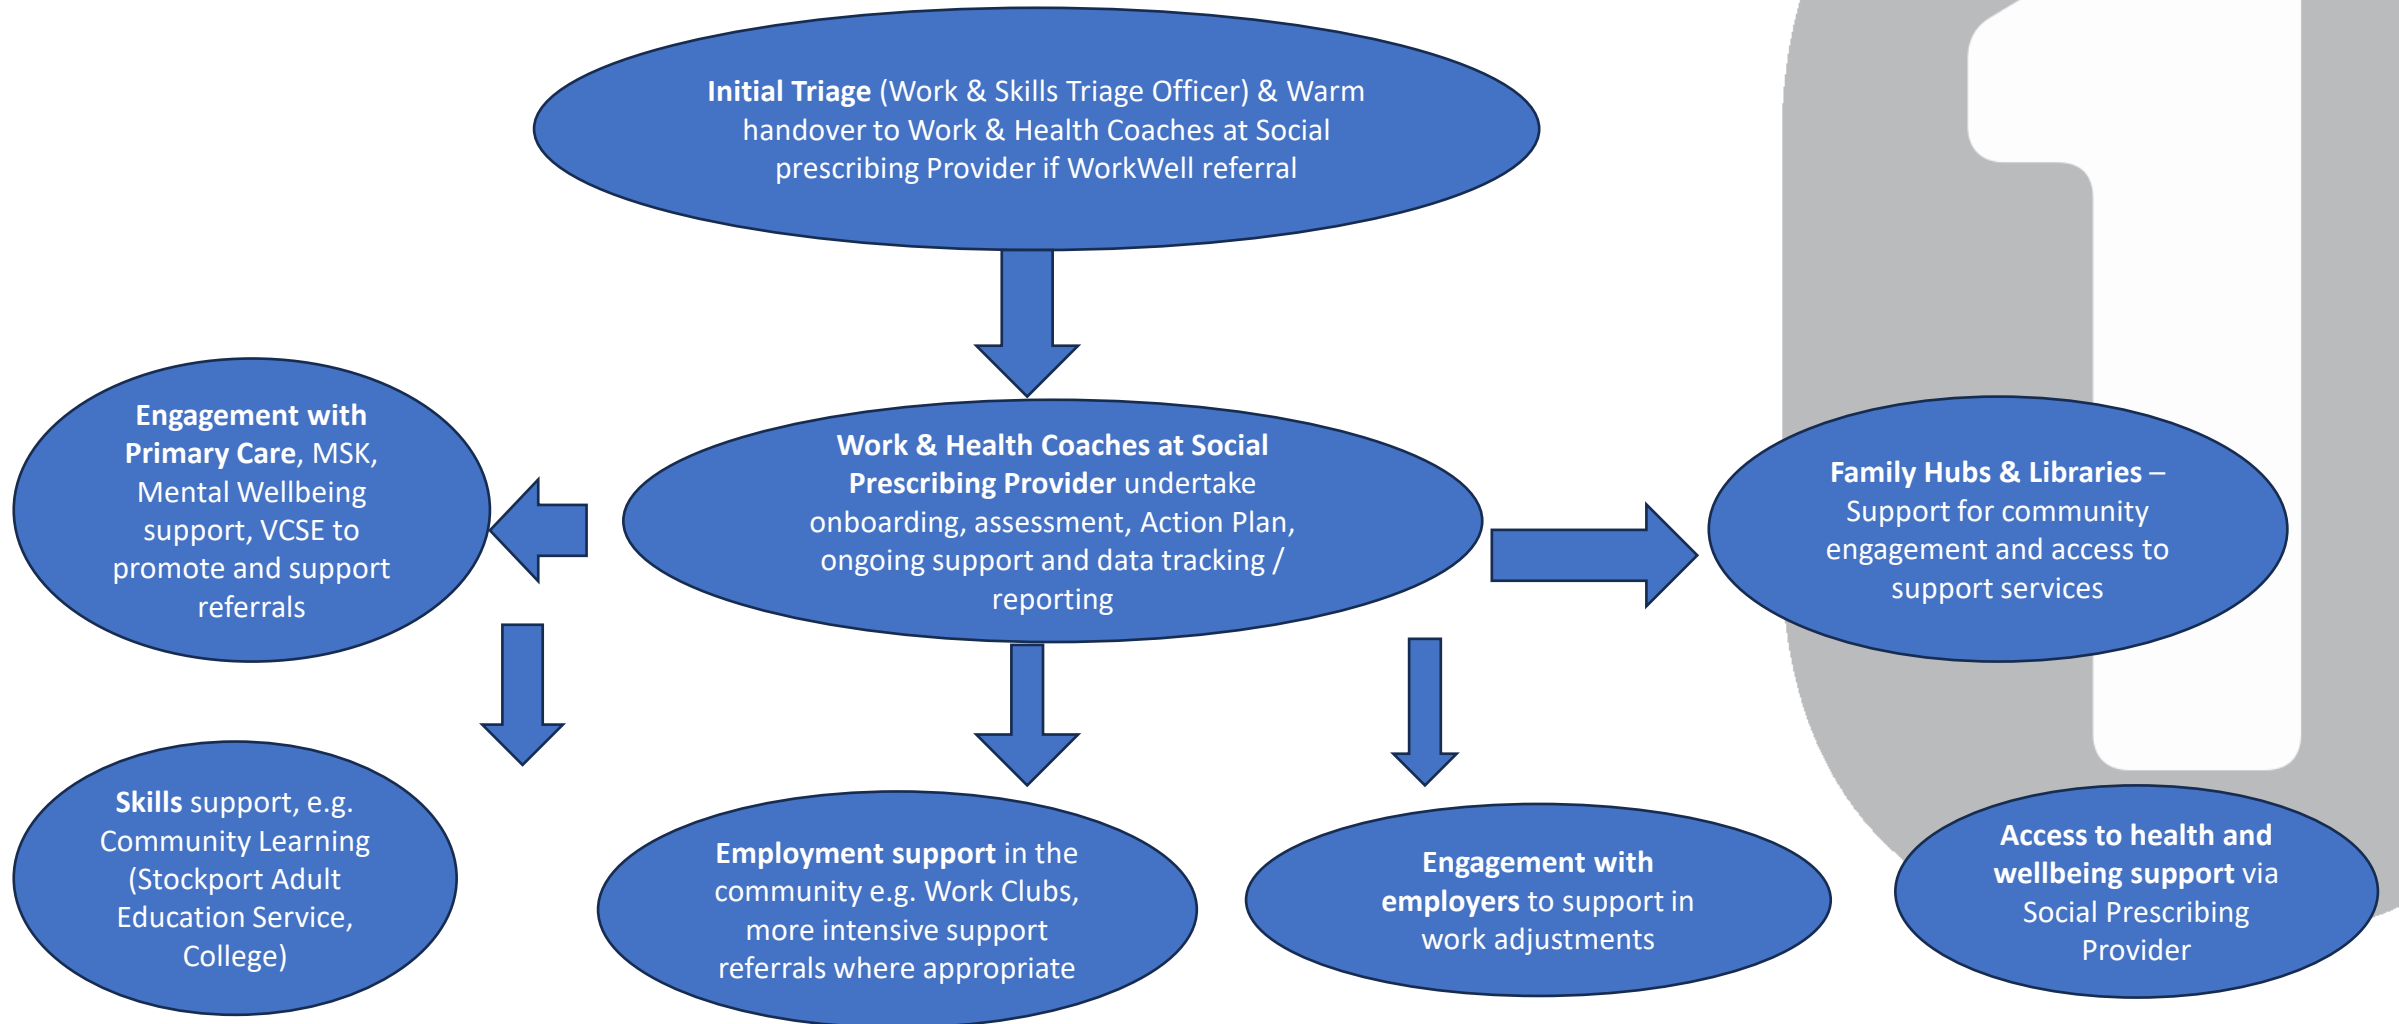 Initial Triage (Work & Skills Triage Officer) & Warm
handover to Work & Health Coaches at Social
prescribing Provider if WorkWell referral
Engagement with
Primary Care, MSK,
Mental Wellbeing
support, VCSE to
promote and support
referrals
Work & Health Coaches at Social
Prescribing Provider undertake
onboarding, assessment, Action Plan,
ongoing support and data tracking /
reporting
Family Hubs & Libraries –
Support for community
engagement and access to
support services
Skills support, e.g.
Community Learning
(Stockport Adult
Education Service,
College)
Employment support in the
community e.g. Work Clubs,
more intensive support
referrals where appropriate
Engagement with
employers to support in
work adjustments
Access to health and
wellbeing support via
Social Prescribing
Provider
1